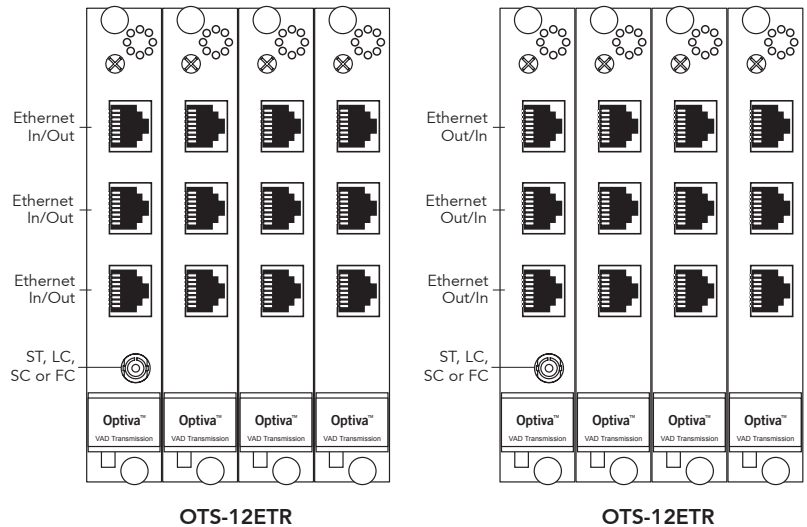 Ethernet
In/Out
Ethernet
In/Out
Ethernet
In/Out
ST, LC,
SC or FC
Optiva™
VAD Transmission
Optiva™
VAD Transmission
Optiva™
VAD Transmission
Optiva™
VAD Transmission
OTS-12ETR
Ethernet
Out/In
Ethernet
Out/In
Ethernet
Out/In
ST, LC,
SC or FC
Optiva™
VAD Transmission
Optiva™
VAD Transmission
Optiva™
VAD Transmission
Optiva™
VAD Transmission
OTS-12ETR